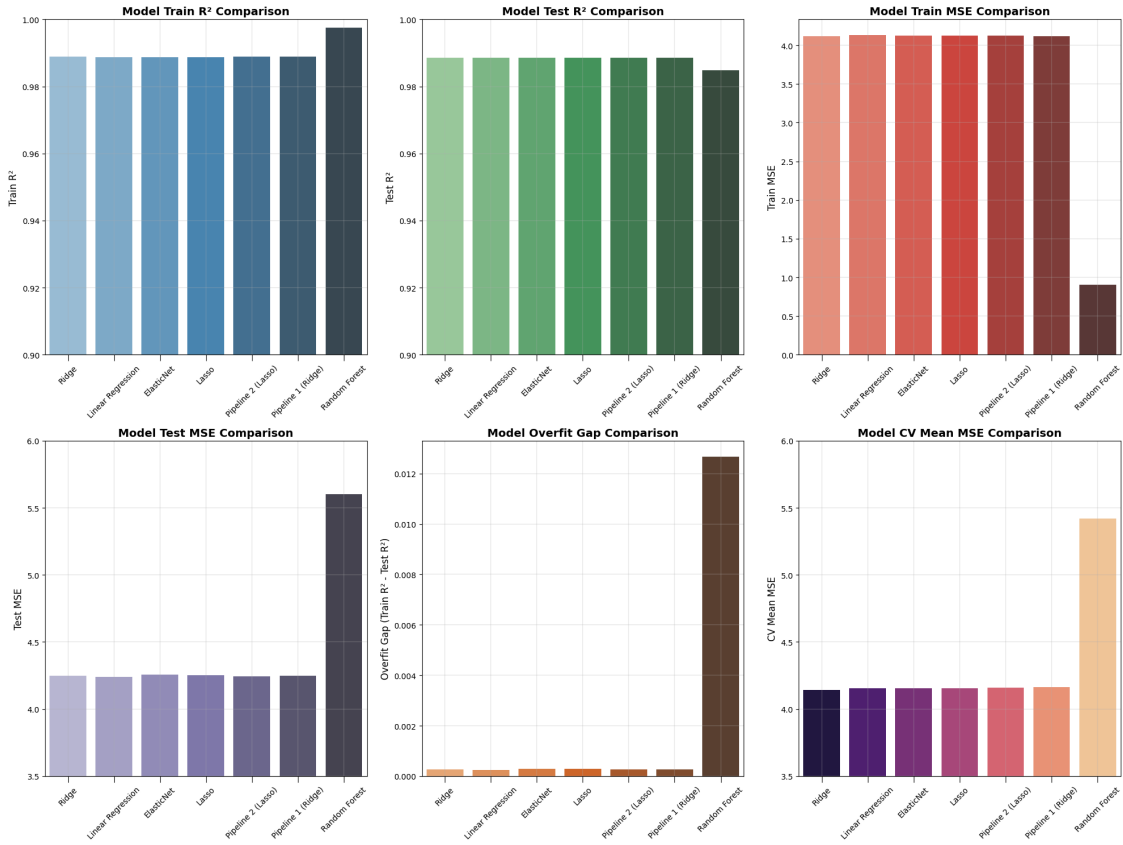 Model Train R² Comparison
Train R²
1.00
0.98
0.96
0.94
0.92
0.90
Ridge
Linear Regression
ElasticNet
Lasso
Pipeline 2 (Lasso)
Pipeline 1 (Ridge)
Random Forest
Model Test R² Comparison
Test R²
1.00
0.98
0.96
0.94
0.92
0.90
Ridge
Linear Regression
ElasticNet
Lasso
Pipeline 2 (Lasso)
Pipeline 1 (Ridge)
Random Forest
Model Train MSE Comparison
Train MSE
4.0
3.5
3.0
2.5
2.0
1.5
1.0
0.5
0.0
Ridge
Linear Regression
ElasticNet
Lasso
Pipeline 2 (Lasso)
Pipeline 1 (Ridge)
Random Forest
Model Test MSE Comparison
Test MSE
6.0
5.5
5.0
4.5
4.0
3.5
Ridge
Linear Regression
ElasticNet
Lasso
Pipeline 2 (Lasso)
Pipeline 1 (Ridge)
Random Forest
Model Overfit Gap Comparison
Overfit Gap (Train R² - Test R²)
0.012
0.010
0.008
0.006
0.004
0.002
0.000
Ridge
Linear Regression
ElasticNet
Lasso
Pipeline 2 (Lasso)
Pipeline 1 (Ridge)
Random Forest
Model CV Mean MSE Comparison
CV Mean MSE
6.0
5.5
5.0
4.5
4.0
3.5
Ridge
Linear Regression
ElasticNet
Lasso
Pipeline 2 (Lasso)
Pipeline 1 (Ridge)
Random Forest